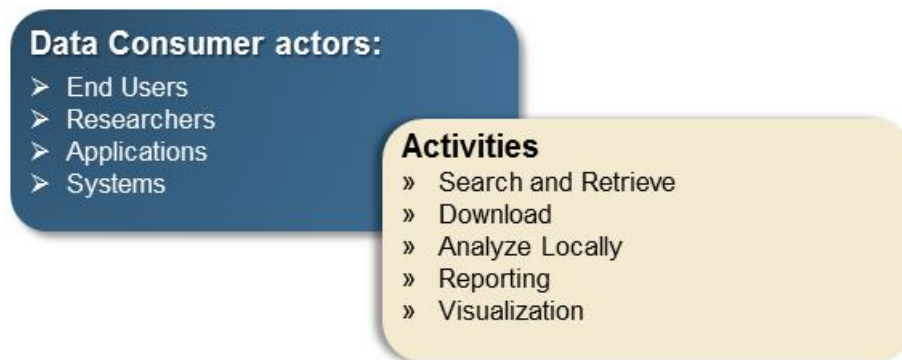 Data Consumer actors:
➢ End Users
➢ Researchers
➢ Applications
➢ Systems
Activities
» Search and Retrieve
» Download
» Analyze Locally
» Reporting
» Visualization